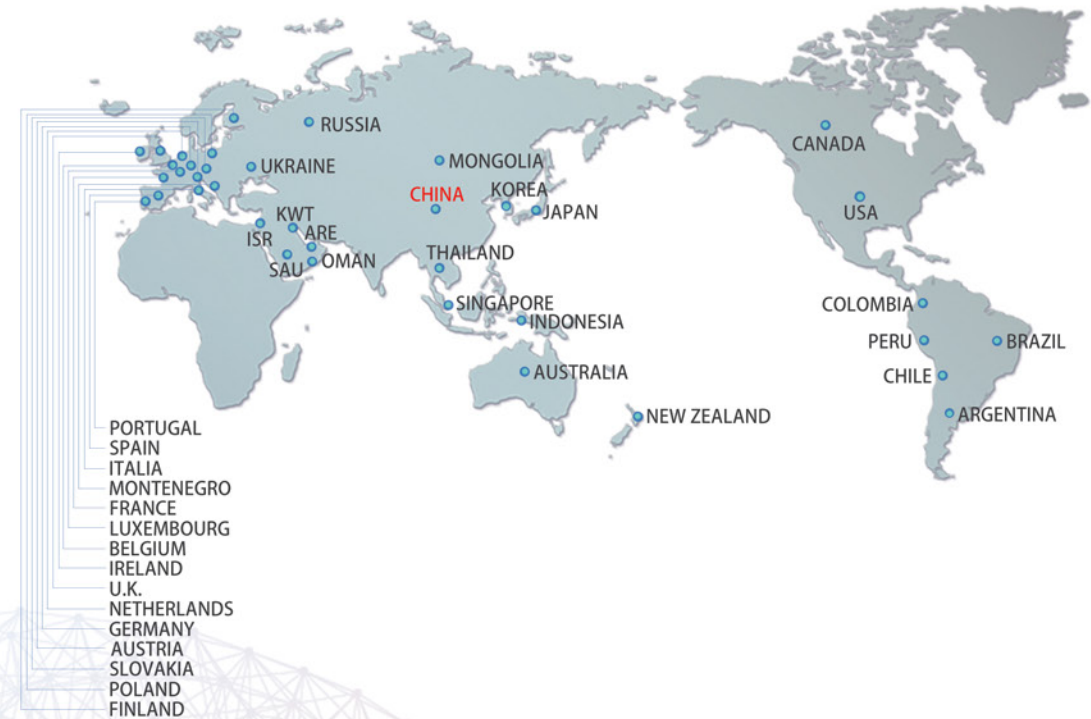 RUSSIA
CANADA
UKRAINE
MONGOLIA
CHINA
KOREA
USA
JAPAN
KWT
ISR
ARE
SAU
OMAN
THAILAND
SINGAPORE
COLOMBIA
INDONESIA
PERU
BRAZIL
AUSTRALIA
CHILE
NEW ZEALAND
ARGENTINA
PORTUGAL
SPAIN
ITALIA
MONTENEGRO
FRANCE
LUXEMBOURG
BELGIUM
IRELAND
U.K.
NETHERLANDS
GERMANY
AUSTRIA
SLOVAKIA
POLAND
FINLAND